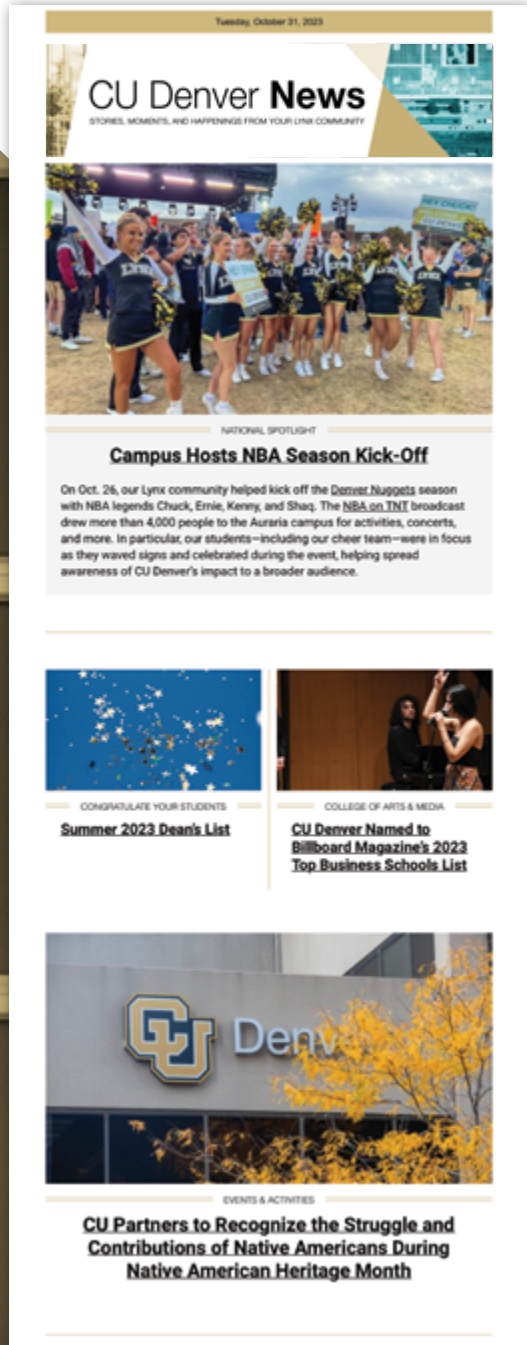 Tuesday, October 31, 2023
CU Denver News
STORIES, MOMENTS, AND HAPPENINGS FROM YOUR LYNX COMMUNITY
HEY CHUCK!
LYNX
NATIONAL SPOTLIGHT
Campus Hosts NBA Season Kick-Off
On Oct. 26, our Lynx community helped kick off the Denver Nuggets season
with NBA legends Chuck, Ernie, Kenny, and Shaq. The NBA on TNT broadcast
drew more than 4,000 people to the Auraria campus for activities, concerts,
and more. In particular, our students—including our cheer team—were in focus
as they waved signs and celebrated during the event, helping spread
awareness of CU Denver's impact to a broader audience.
CONGRATULATE YOUR STUDENTS
Summer 2023 Dean's List
COLLEGE OF ARTS & MEDIA
CU Denver Named to
Billboard Magazine's 2023
Top Business Schools List
CU Denv
EVENTS & ACTIVITIES
CU Partners to Recognize the Struggle and
Contributions of Native Americans During
Native American Heritage Month